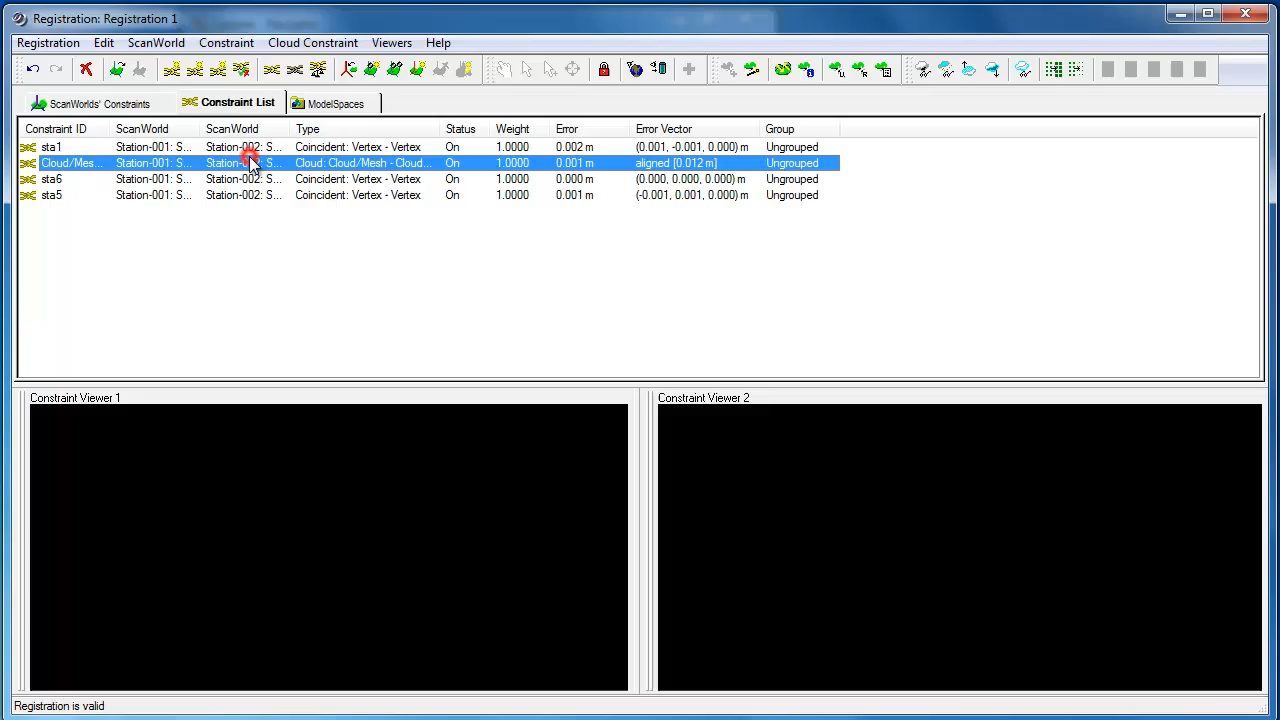 Registration: Registration 1
Registration Edit ScanWorld Constraint Cloud Constraint Viewers Help
ScanWorlds' Constraints Constraint List ModelSpaces
Constraint ID ScanWorld ScanWorld Type Status Weight Error Error Vector Group
sta1 Station-001: S... Station-002: S... Coincident: Vertex - Vertex On 1.0000 0.002 m (0.001, -0.001, 0.000) m Ungrouped
Cloud/Mes... Station-001: S... Station-002: S... Cloud: Cloud/Mesh - Cloud... On 1.0000 0.001 m aligned [0.012 m] Ungrouped
sta6 Station-001: S... Station-002: S... Coincident: Vertex - Vertex On 1.0000 0.000 m (0.000, 0.000, 0.000) m Ungrouped
sta5 Station-001: S... Station-002: S... Coincident: Vertex - Vertex On 1.0000 0.001 m (-0.001, 0.001, 0.000) m Ungrouped
Constraint Viewer 1 Constraint Viewer 2
Registration is valid